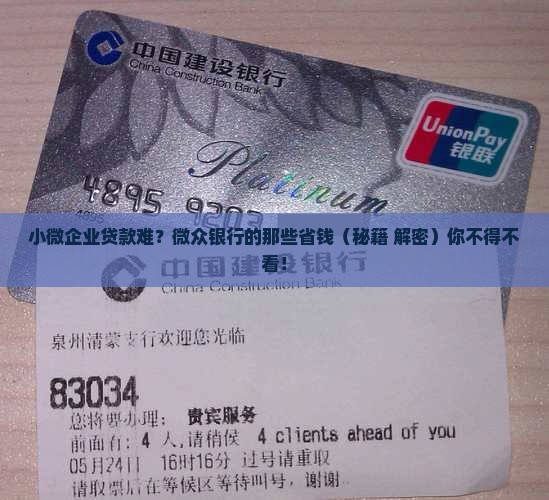 中国建设银行
China Construction Bank
UnionPay
银联
Platinum
4895 9203
小微企业贷款难?微众银行的那些省钱(秘籍 解密)你不得不
看!
中国建设银行
China Construction Bank
泉州清蒙支行欢迎您光临
83034
您将要办理: 贵宾服务
前面有: 4 人,请稍侯 4 clients ahead of you
05月24日 16时16分 过号请重取
请取票后在等候区等待叫号, 谢谢